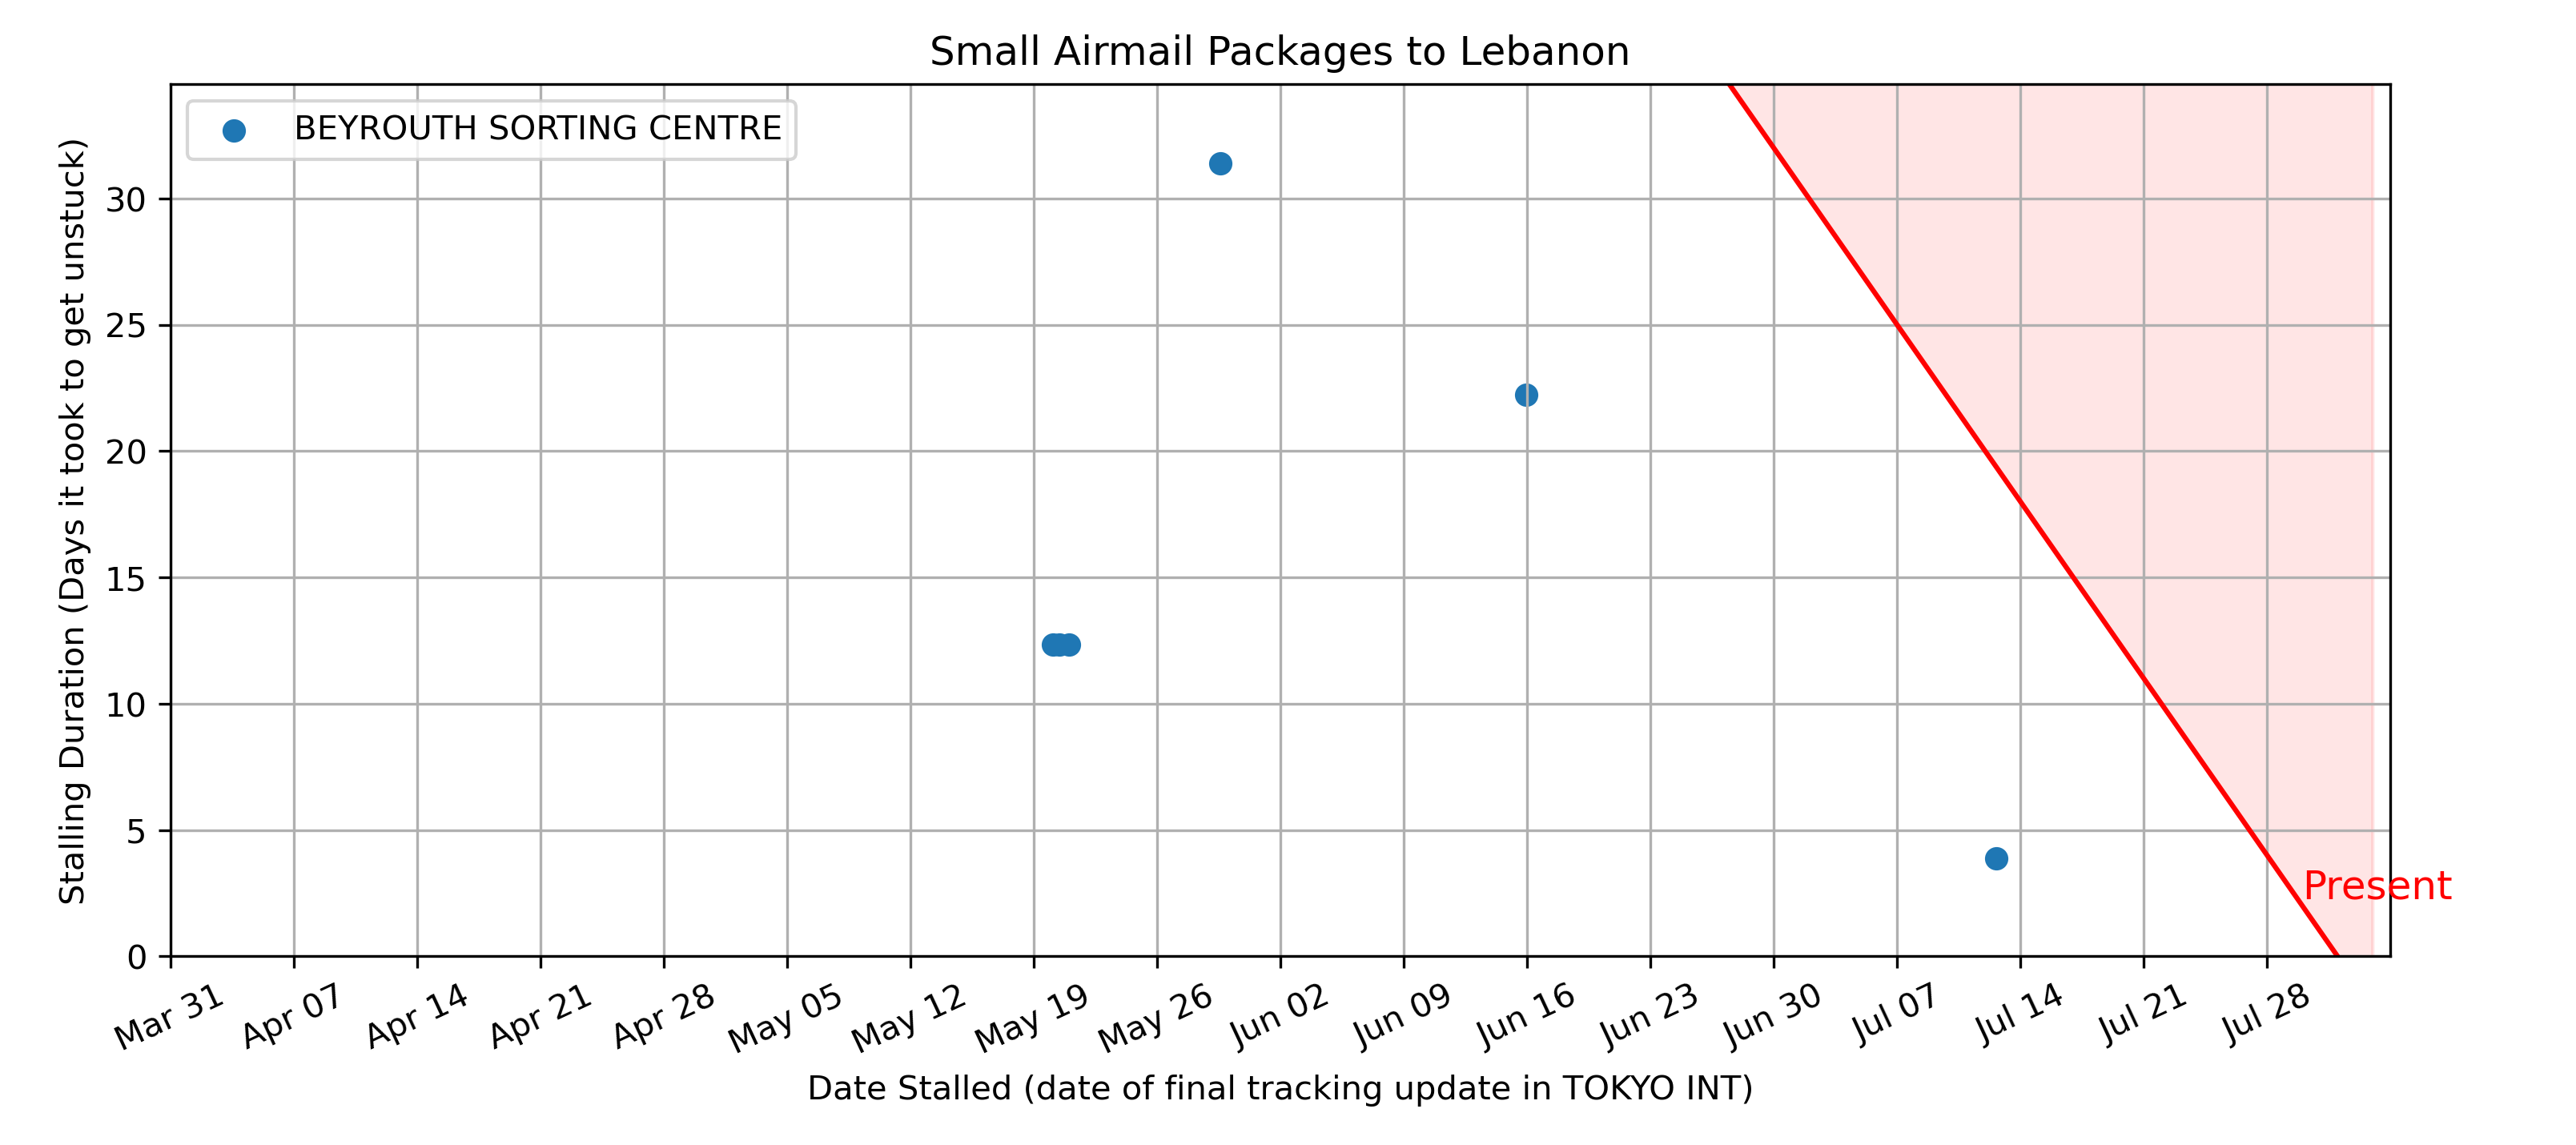 Small Airmail Packages to Lebanon
BEYROUTH SORTING CENTRE
Stalling Duration (Days it took to get unstuck)
30
25
20
15
10
5
0
Present
Mar 31
Apr 07
Apr 14
Apr 21
Apr 28
May 05
May 12
May 19
May 26
Jun 02
Jun 09
Jun 16
Jun 23
Jun 30
Jul 07
Jul 14
Jul 21
Jul 28
Date Stalled (date of final tracking update in TOKYO INT)